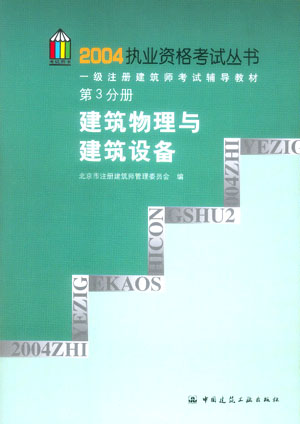 2004执业资格考试丛书
一级注册建筑师考试辅导教材
第3分册
建筑物理与
建筑设备
北京市注册建筑师管理委员会 编
004ZHI
YEZIG
GSHU2
HICON
EKAOS
YEZIG
2004ZHI
中国建筑工业出版社